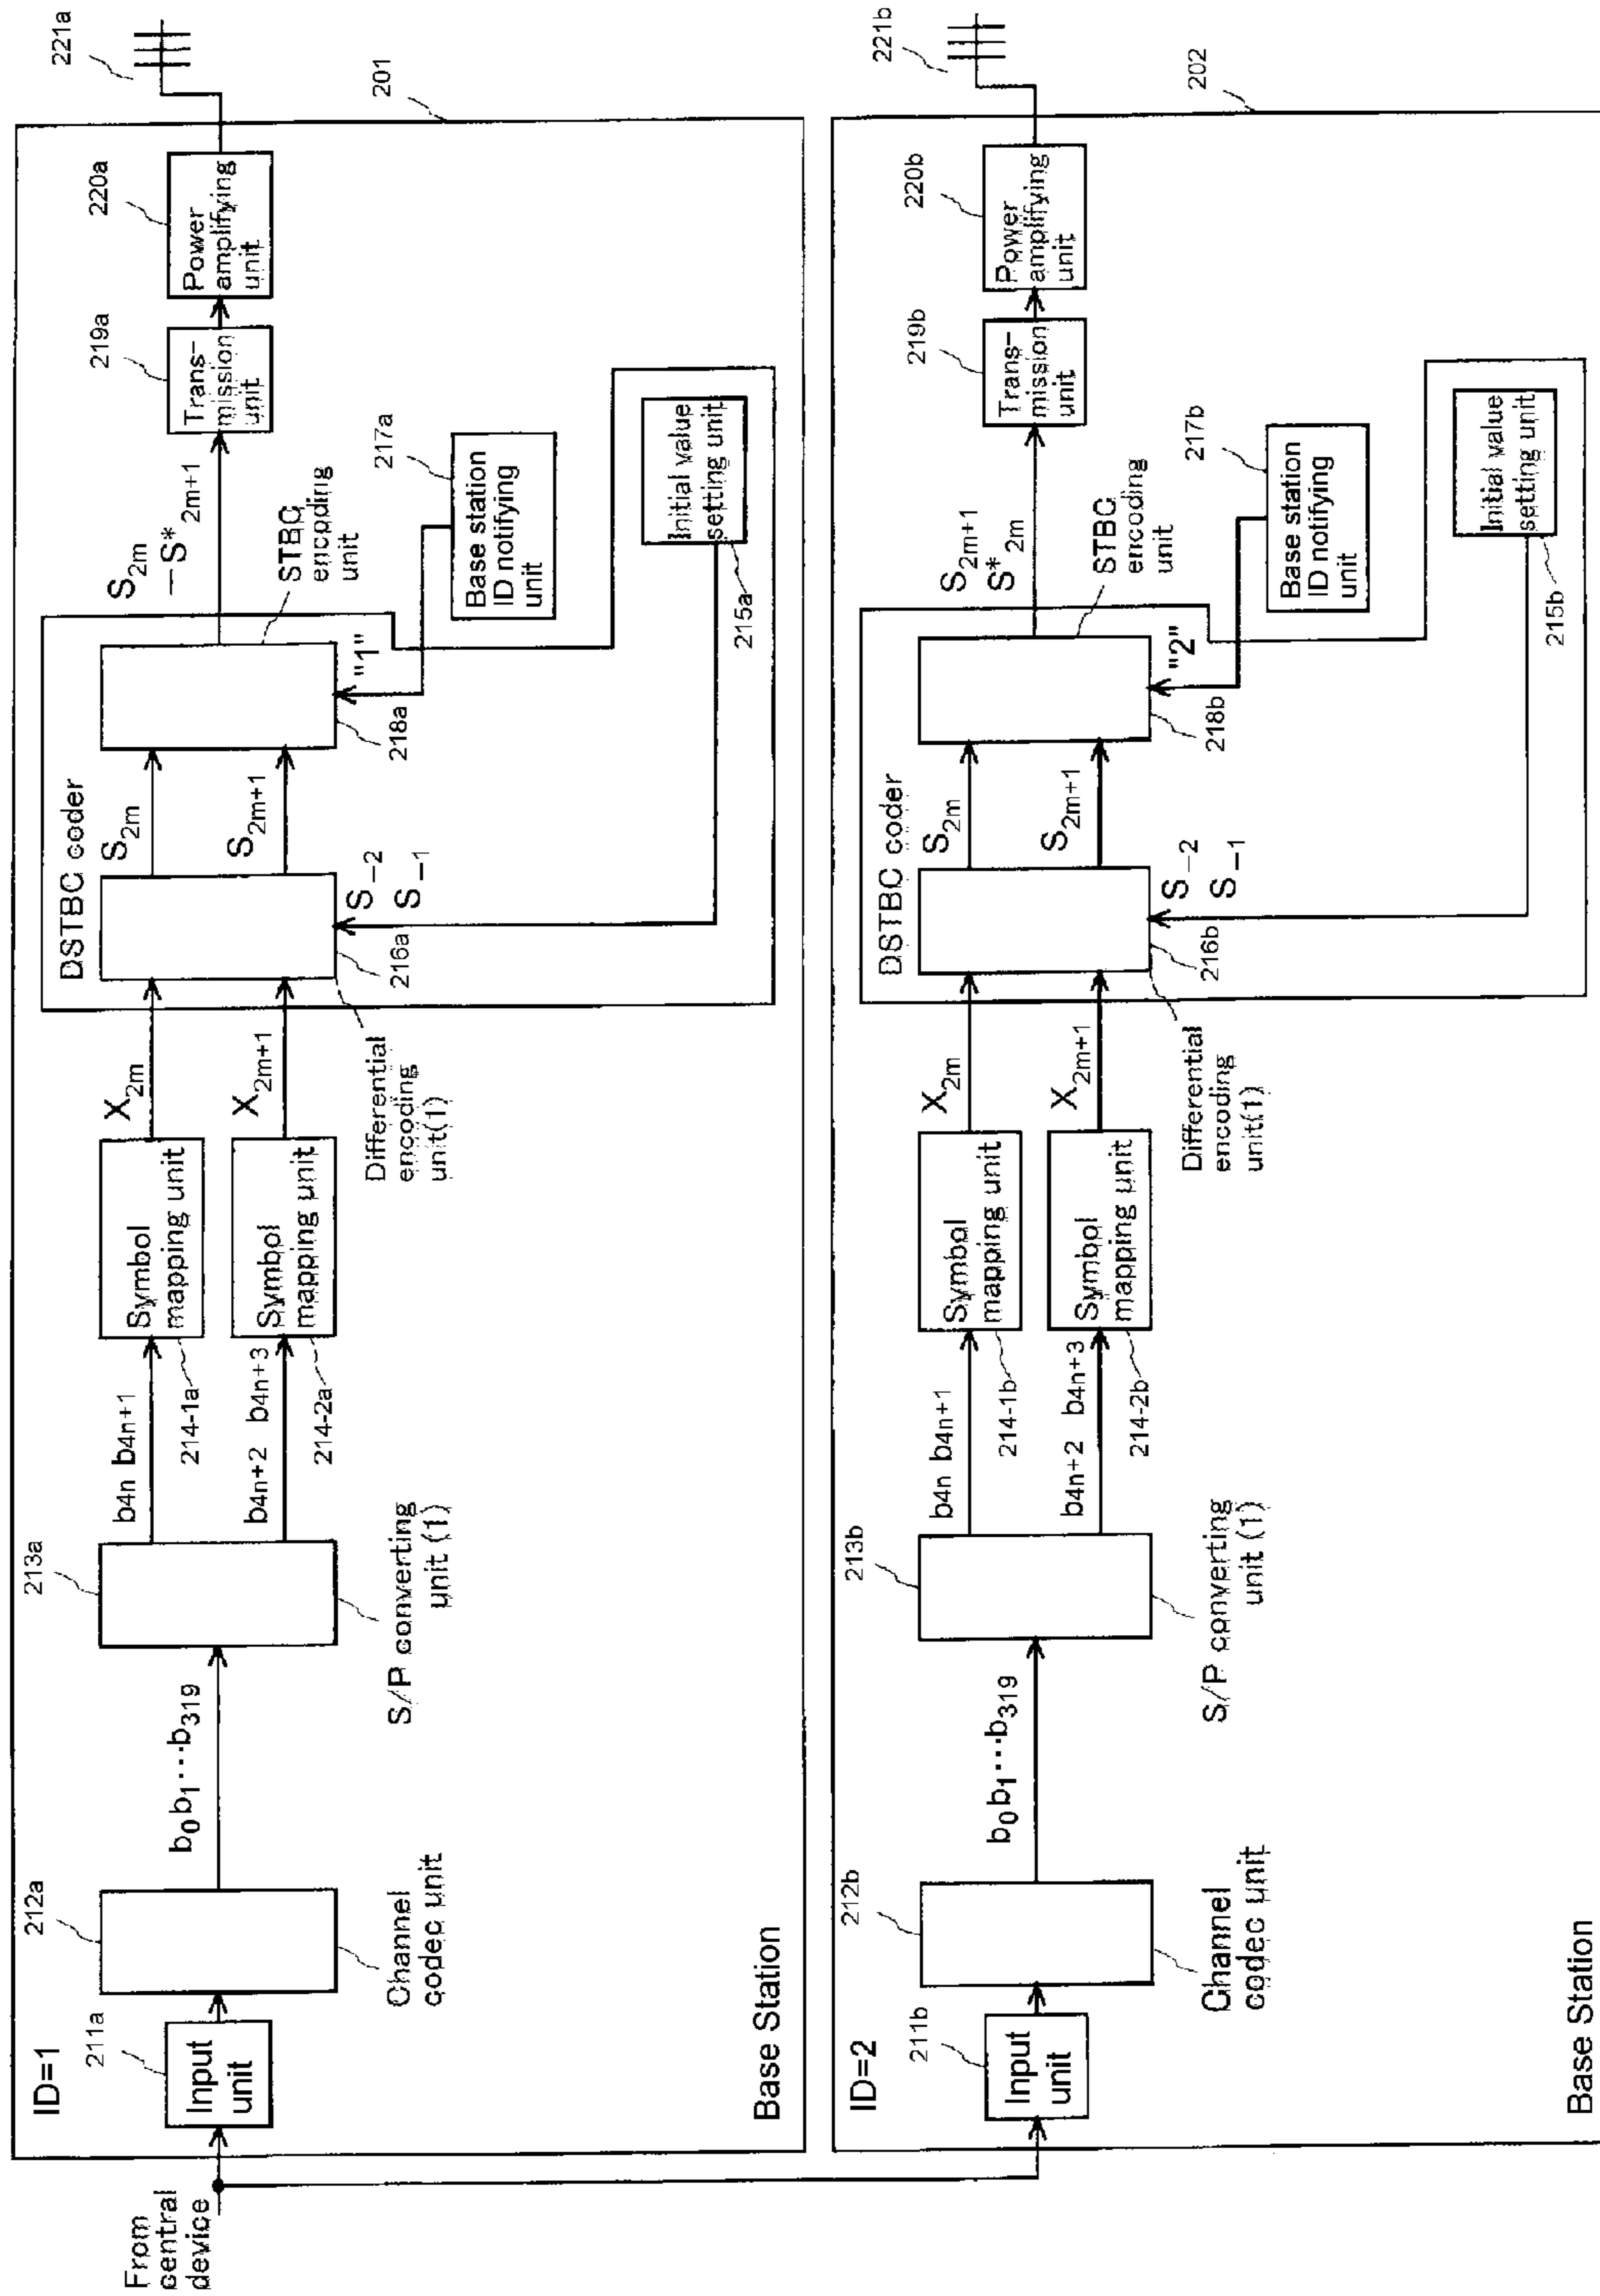 From
central
device
ID=1
211a
Input
unit
212a
Channel
codec unit
b0b1···b319
213a
S/P converting
unit (1)
b4n b4n+1
b4n+2 b4n+3
214-1a
Symbol
mapping unit
214-2a
Symbol
mapping unit
X2m
X2m+1
Differential
encoding
unit(1)
DSTBC coder
216a
S2m
S2m+1
S−2
S−1
218a
"1"
STBC
encoding
unit
S2m
−S*2m+1
217a
Base station
ID notifying
unit
215a
Initial value
setting unit
219a
Trans-
mission
unit
220a
Power
amplifying
unit
221a
201
Base Station
ID=2
211b
Input
unit
212b
Channel
codec unit
b0b1···b319
213b
S/P converting
unit (1)
b4n b4n+1
b4n+2 b4n+3
214-1b
Symbol
mapping unit
214-2b
Symbol
mapping unit
X2m
X2m+1
Differential
encoding
unit(1)
DSTBC coder
216b
S2m
S2m+1
S−2
S−1
218b
"2"
STBC
encoding
unit
S2m+1
S*2m
217b
Base station
ID notifying
unit
215b
Initial value
setting unit
219b
Trans-
mission
unit
220b
Power
amplifying
unit
221b
202
Base Station